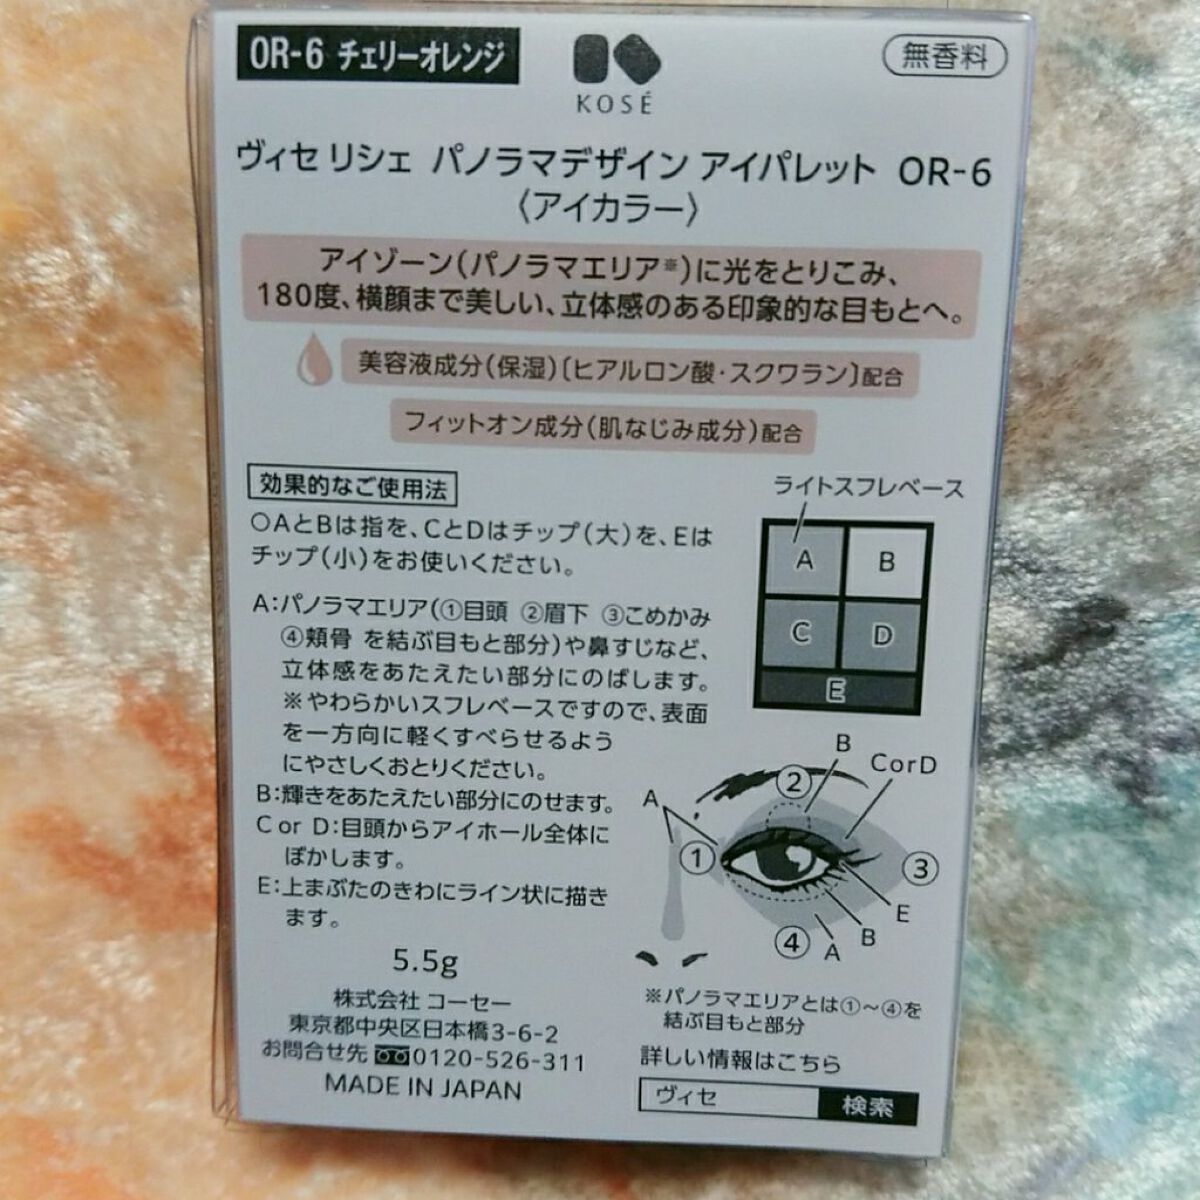 OR-6 チェリーオレンジ
KOSÉ
無香料
ヴィセ リシェ パノラマデザイン アイパレット OR-6
〈アイカラー〉
アイゾーン(パノラマエリア※)に光をとりこみ、
180度、横顔まで美しい、立体感のある印象的な目もとへ。
美容液成分(保湿)〔ヒアルロン酸・スクワラン〕配合
フィットオン成分(肌なじみ成分)配合
効果的なご使用法
○AとBは指を、CとDはチップ(大)を、Eは
チップ(小)をお使いください。
A:パノラマエリア(①目頭 ②眉下 ③こめかみ
④頬骨 を結ぶ目もと部分)や鼻すじなど、
立体感をあたえたい部分にのばします。
※やわらかいスフレベースですので、表面
を一方向に軽くすべらせるよう
にやさしくおとりください。
B:輝きをあたえたい部分にのせます。
C or D:目頭からアイホール全体に
ぼかします。
E:上まぶたのきわにライン状に描き
ます。
5.5g
株式会社 コーセー
東京都中央区日本橋3-6-2
お問合せ先 0120-526-311
MADE IN JAPAN
ライトスフレベース
A B
C D
E
B
C or D
A
②
①
③
E
④ A B
※パノラマエリアとは①〜④を
結ぶ目もと部分
詳しい情報はこちら
ヴィセ 検索